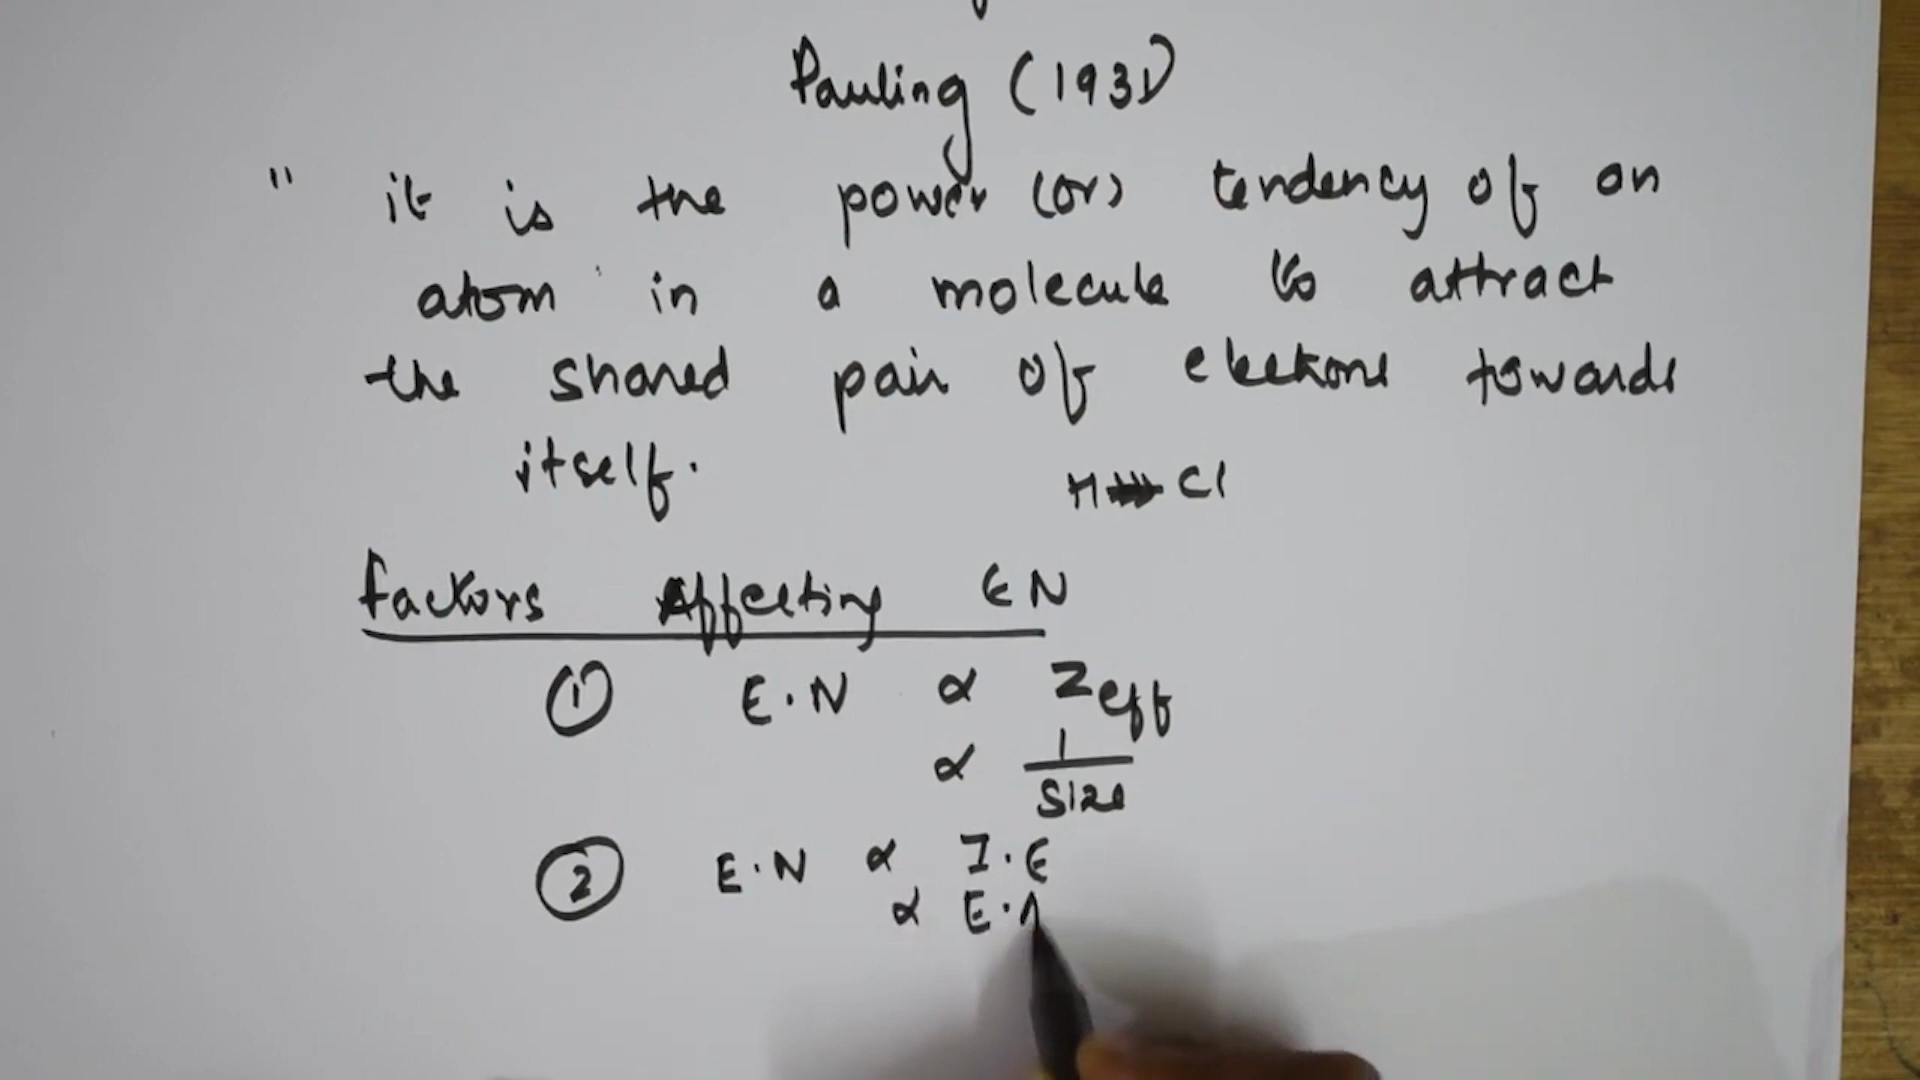 Pauling (1931)
" it is the power (or) tendency of an
atom in a molecule to attract
the shared pair of electrons towards
itself.
H Cl
factors Affecting EN
① E.N α Zeff
α 1/Size
② E.N α I.E
α E.A